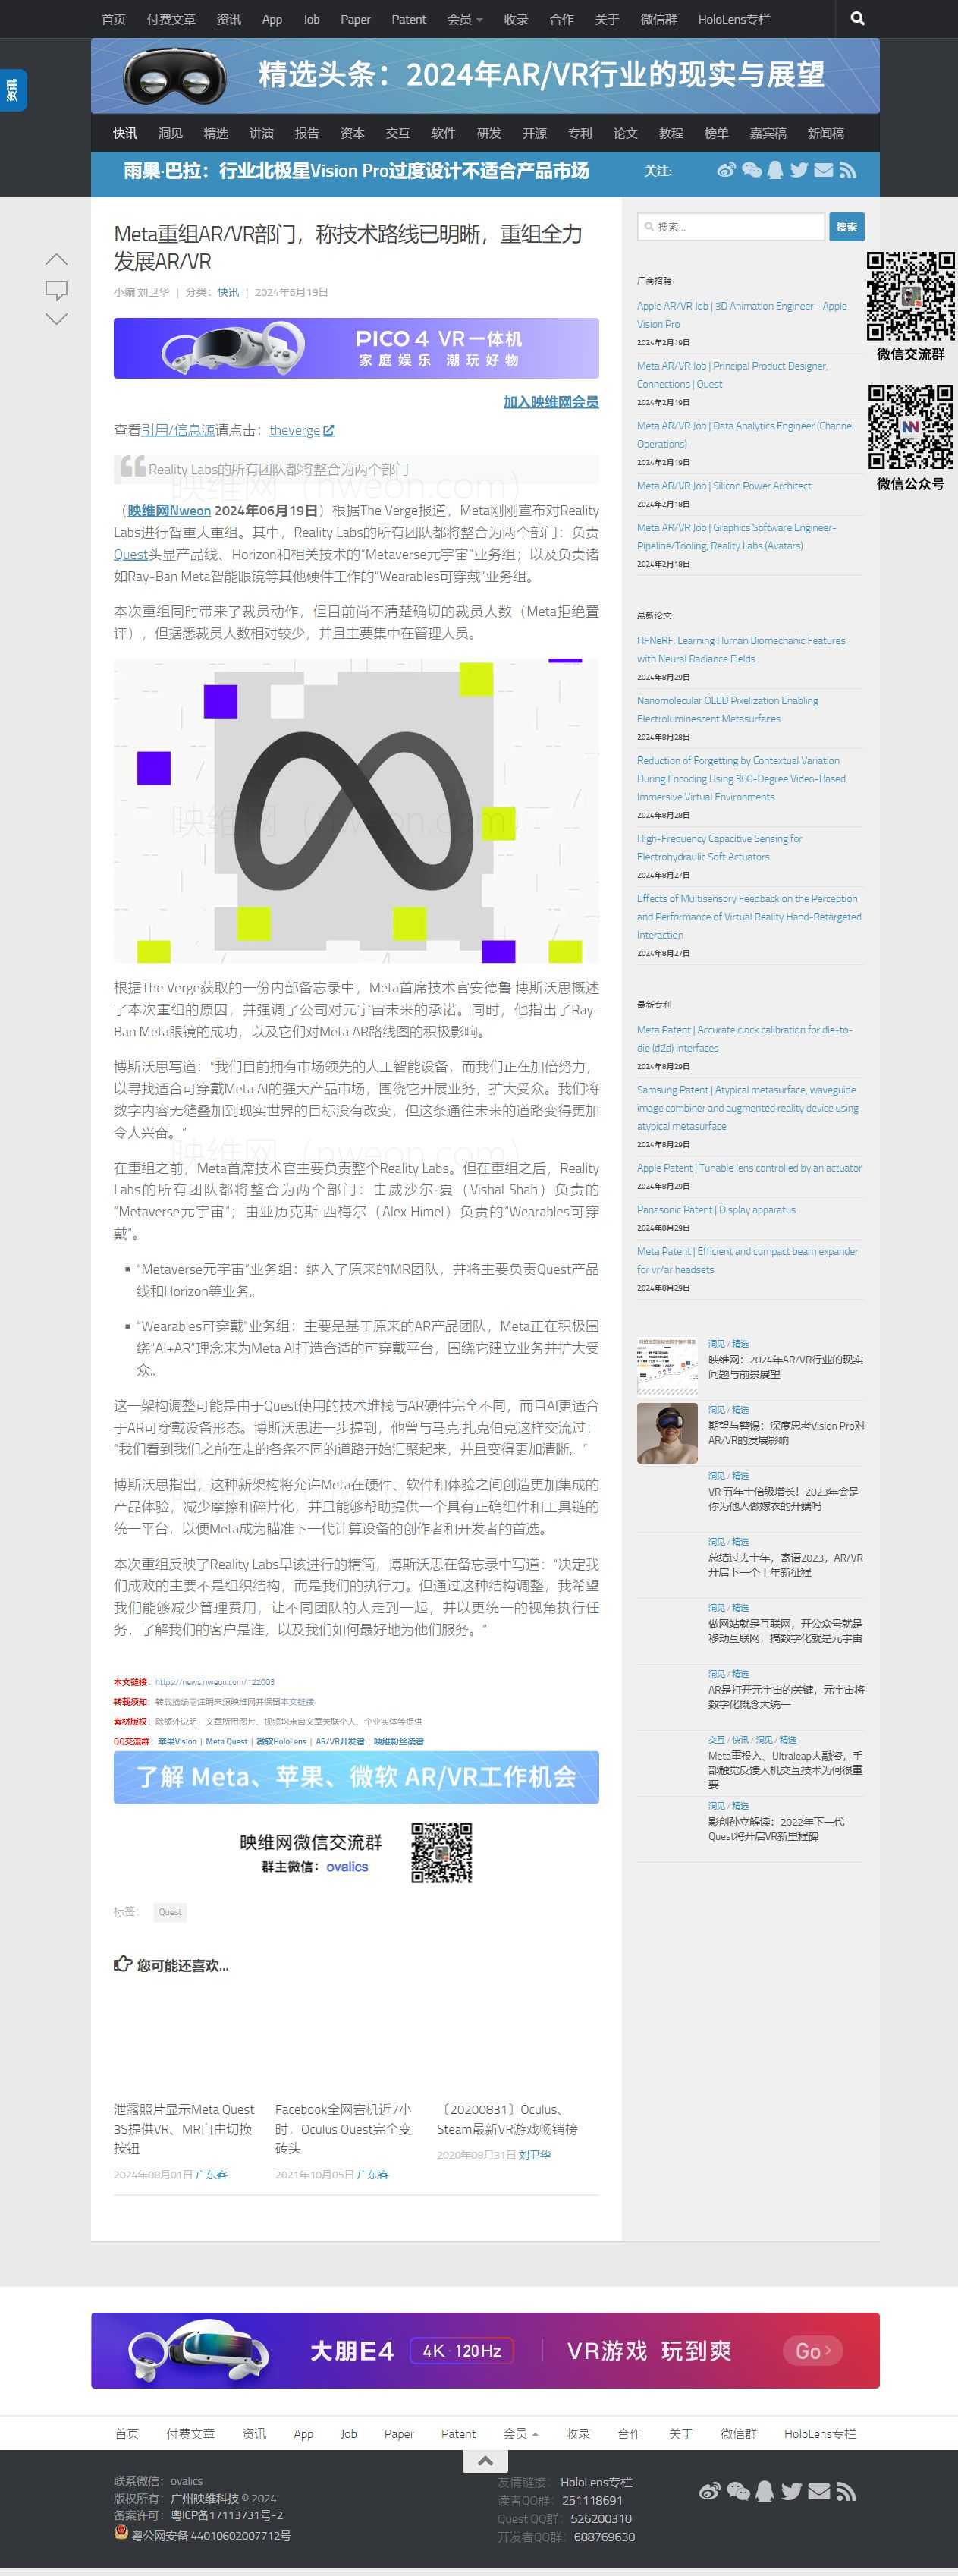 首页 付费文章 资讯 App Job Paper Patent 会员 收录 合作 关于 微信群 HoloLens专栏
精选头条：2024年AR/VR行业的现实与展望
快讯 洞见 精选 讲演 报告 资本 交互 软件 研发 开源 专利 论文 教程 榜单 嘉宾稿 新闻稿
雨果·巴拉：行业北极星Vision Pro过度设计不适合产品市场
关注:
Meta重组AR/VR部门，称技术路线已明晰，重组全力
发展AR/VR
小编 刘卫华 | 分类：快讯 | 2024年6月19日
PICO 4 VR一体机
家庭娱乐 潮玩好物
加入映维网会员
查看引用/信息源请点击：theverge
Reality Labs的所有团队都将整合为两个部门
映维网（nweon.com）
（映维网Nweon 2024年06月19日）根据The Verge报道，Meta刚刚宣布对Reality
Labs进行智重大重组。其中，Reality Labs的所有团队都将整合为两个部门：负责
Quest头显产品线、Horizon和相关技术的“Metaverse元宇宙”业务组；以及负责诸
如Ray-Ban Meta智能眼镜等其他硬件工作的“Wearables可穿戴”业务组。
本次重组同时带来了裁员动作，但目前尚不清楚确切的裁员人数（Meta拒绝置
评），但据悉裁员人数相对较少，并且主要集中在管理人员。
映维网（nweon.com）
根据The Verge获取的一份内部备忘录中，Meta首席技术官安德鲁·博斯沃思概述
了本次重组的原因，并强调了公司对元宇宙未来的承诺。同时，他指出了Ray-
Ban Meta眼镜的成功，以及它们对Meta AR路线图的积极影响。
博斯沃思写道：“我们目前拥有市场领先的人工智能设备，而我们正在加倍努力，
以寻找适合可穿戴Meta AI的强大产品市场，围绕它开展业务，扩大受众。我们将
数字内容无缝叠加到现实世界的目标没有改变，但这条通往未来的道路变得更加
令人兴奋。”
映维网（nweon.com）
在重组之前，Meta首席技术官主要负责整个Reality Labs。但在重组之后，Reality
Labs的所有团队都将整合为两个部门：由威沙尔·夏（Vishal Shah）负责的
“Metaverse元宇宙”；由亚历克斯·西梅尔（Alex Himel）负责的“Wearables可穿
戴”。
“Metaverse元宇宙”业务组：纳入了原来的MR团队，并将主要负责Quest产品
线和Horizon等业务。
“Wearables可穿戴”业务组：主要是基于原来的AR产品团队，Meta正在积极围
绕“AI+AR”理念来为Meta AI打造合适的可穿戴平台，围绕它建立业务并扩大受
众。
这一架构调整可能是由于Quest使用的技术堆栈与AR硬件完全不同，而且AI更适合
于AR可穿戴设备形态。博斯沃思进一步提到，他曾与马克·扎克伯克这样交流过：
“我们看到我们之前在走的各条不同的道路开始汇聚起来，并且变得更加清晰。”
博斯沃思指出，这种新架构将允许Meta在硬件、软件和体验之间创造更加集成的
产品体验，减少摩擦和碎片化，并且能够帮助提供一个具有正确组件和工具链的
统一平台，以便Meta成为瞄准下一代计算设备的创作者和开发者的首选。
本次重组反映了Reality Labs早该进行的精简，博斯沃思在备忘录中写道：“决定我
们成败的主要不是组织结构，而是我们的执行力。但通过这种结构调整，我希望
我们能够减少管理费用，让不同团队的人走到一起，并以更统一的视角执行任
务，了解我们的客户是谁，以及我们如何最好地为他们服务。”
本文链接：https://news.nweon.com/122003
转载须知：转载摘编需注明来源映维网并保留本文链接
素材版权：除额外说明，文章所用图片、视频均来自文章关联个人、企业实体等提供
QQ交流群：苹果Vision | Meta Quest | 微软HoloLens | AR/VR开发者 | 映维粉丝读者
了解 Meta、苹果、微软 AR/VR工作机会
映维网微信交流群
群主微信：ovalics
标签： Quest
您可能还喜欢...
泄露照片显示Meta Quest
3S提供VR、MR自由切换
按钮
2024年08月01日 广东客
Facebook全网宕机近7小
时，Oculus Quest完全变
砖头
2021年10月05日 广东客
〔20200831〕Oculus、
Steam最新VR游戏畅销榜
2020年08月31日 刘卫华
搜索... 搜索
厂商招聘
Apple AR/VR Job | 3D Animation Engineer - Apple
Vision Pro
2024年2月19日
Meta AR/VR Job | Principal Product Designer,
Connections | Quest
2024年2月19日
Meta AR/VR Job | Data Analytics Engineer (Channel
Operations)
2024年2月19日
Meta AR/VR Job | Silicon Power Architect
2024年2月18日
Meta AR/VR Job | Graphics Software Engineer-
Pipeline/Tooling, Reality Labs (Avatars)
2024年2月18日
最新论文
HFNeRF: Learning Human Biomechanic Features
with Neural Radiance Fields
2024年8月29日
Nanomolecular OLED Pixelization Enabling
Electroluminescent Metasurfaces
2024年8月28日
Reduction of Forgetting by Contextual Variation
During Encoding Using 360-Degree Video-Based
Immersive Virtual Environments
2024年8月28日
High-Frequency Capacitive Sensing for
Electrohydraulic Soft Actuators
2024年8月27日
Effects of Multisensory Feedback on the Perception
and Performance of Virtual Reality Hand-Retargeted
Interaction
2024年8月27日
最新专利
Meta Patent | Accurate clock calibration for die-to-
die (d2d) interfaces
2024年8月29日
Samsung Patent | Atypical metasurface, waveguide
image combiner and augmented reality device using
atypical metasurface
2024年8月29日
Apple Patent | Tunable lens controlled by an actuator
2024年8月29日
Panasonic Patent | Display apparatus
2024年8月29日
Meta Patent | Efficient and compact beam expander
for vr/ar headsets
2024年8月29日
洞见 / 精选
映维网：2024年AR/VR行业的现实
问题与前景展望
洞见 / 精选
期望与警惕：深度思考Vision Pro对
AR/VR的发展影响
洞见 / 精选
VR 五年十倍级增长！2023年会是
你为他人做嫁衣的开端吗
洞见 / 精选
总结过去十年，寄语2023，AR/VR
开启下一个十年新征程
洞见 / 精选
做网站就是互联网，开公众号就是
移动互联网，搞数字化就是元宇宙
洞见 / 精选
AR是打开元宇宙的关键，元宇宙将
数字化概念大统一
交互 / 快讯 / 洞见 / 精选
Meta重投入、Ultraleap大融资，手
部触觉反馈人机交互技术为何很重
要
洞见 / 精选
影创孙立解读：2022年下一代
Quest将开启VR新里程碑
微信交流群
微信公众号
大朋E4 4K·120Hz VR游戏 玩到爽 Go
首页 付费文章 资讯 App Job Paper Patent 会员 收录 合作 关于 微信群 HoloLens专栏
联系微信：ovalics
版权所有：广州映维科技 © 2024
备案许可：粤ICP备17113731号-2
粤公网安备 44010602007712号
友情链接： HoloLens专栏
读者QQ群：251118691
Quest QQ群：526200310
开发者QQ群：688769630